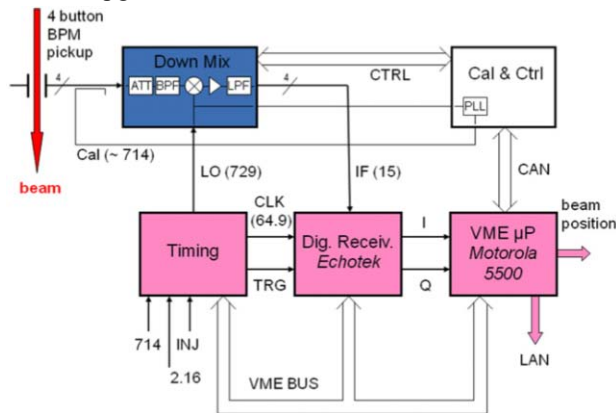 4 button
BPM
pickup
4
Down Mix
ATT
BPF
LPF
4
CTRL
Cal & Ctrl
PLL
Cal (~ 714)
beam
LO (729)
IF (15)
CAN
CLK
(64.9)
Timing
TRG
Dig. Receiv.
Echotek
I
Q
VME µP
Motorola
5500
beam
position
714
2.16
INJ
VME BUS
LAN